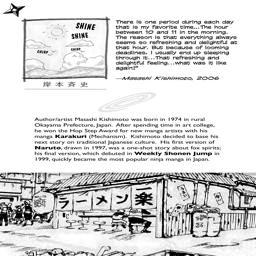 SHINE
SHINE
CHIRP
CHIRP
There is one period during each day
that is my favorite time...The hour
between 10 and 11 in the morning.
The reason is that everything always
seems so refreshing and delightful at
that hour. But because of looming
deadlines, I usually end up sleeping
through it...That refreshing and
delightful feeling...what was it like
again?
—Masashi Kishimoto, 2006
岸本斉史
Author/artist Masashi Kishimoto was born in 1974 in rural
Okayama Prefecture, Japan. After spending time in art college,
he won the Hop Step Award for new manga artists with his
manga Karakuri (Mechanism). Kishimoto decided to base his
next story on traditional Japanese culture. His first version of
Naruto, drawn in 1997, was a one-shot story about fox spirits;
his final version, which debuted in Weekly Shonen Jump in
1999, quickly became the most popular ninja manga in Japan.
ラーメン一楽